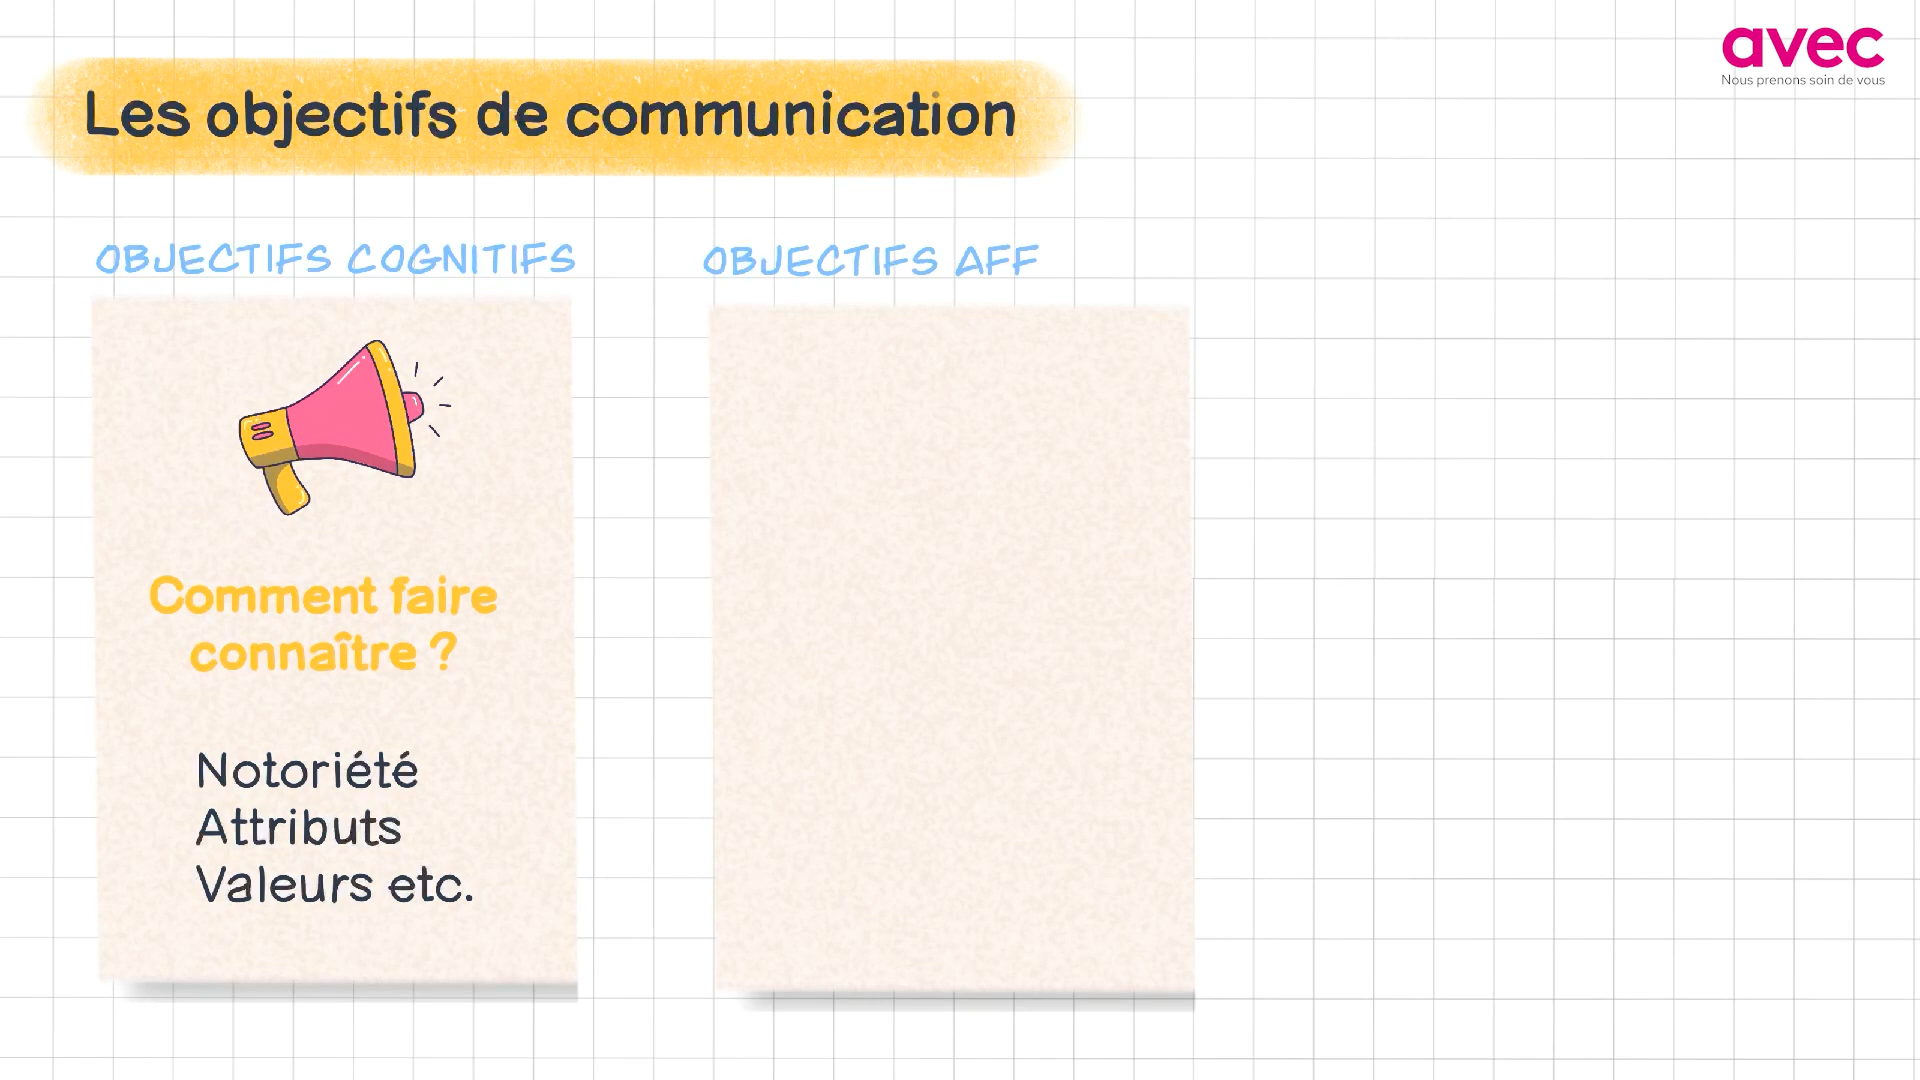 avec
Nous prenons soin de vous
Les objectifs de communication
OBJECTIFS COGNITIFS
Comment faire
connaître ?
Notoriété
Attributs
Valeurs etc.
OBJECTIFS AFF